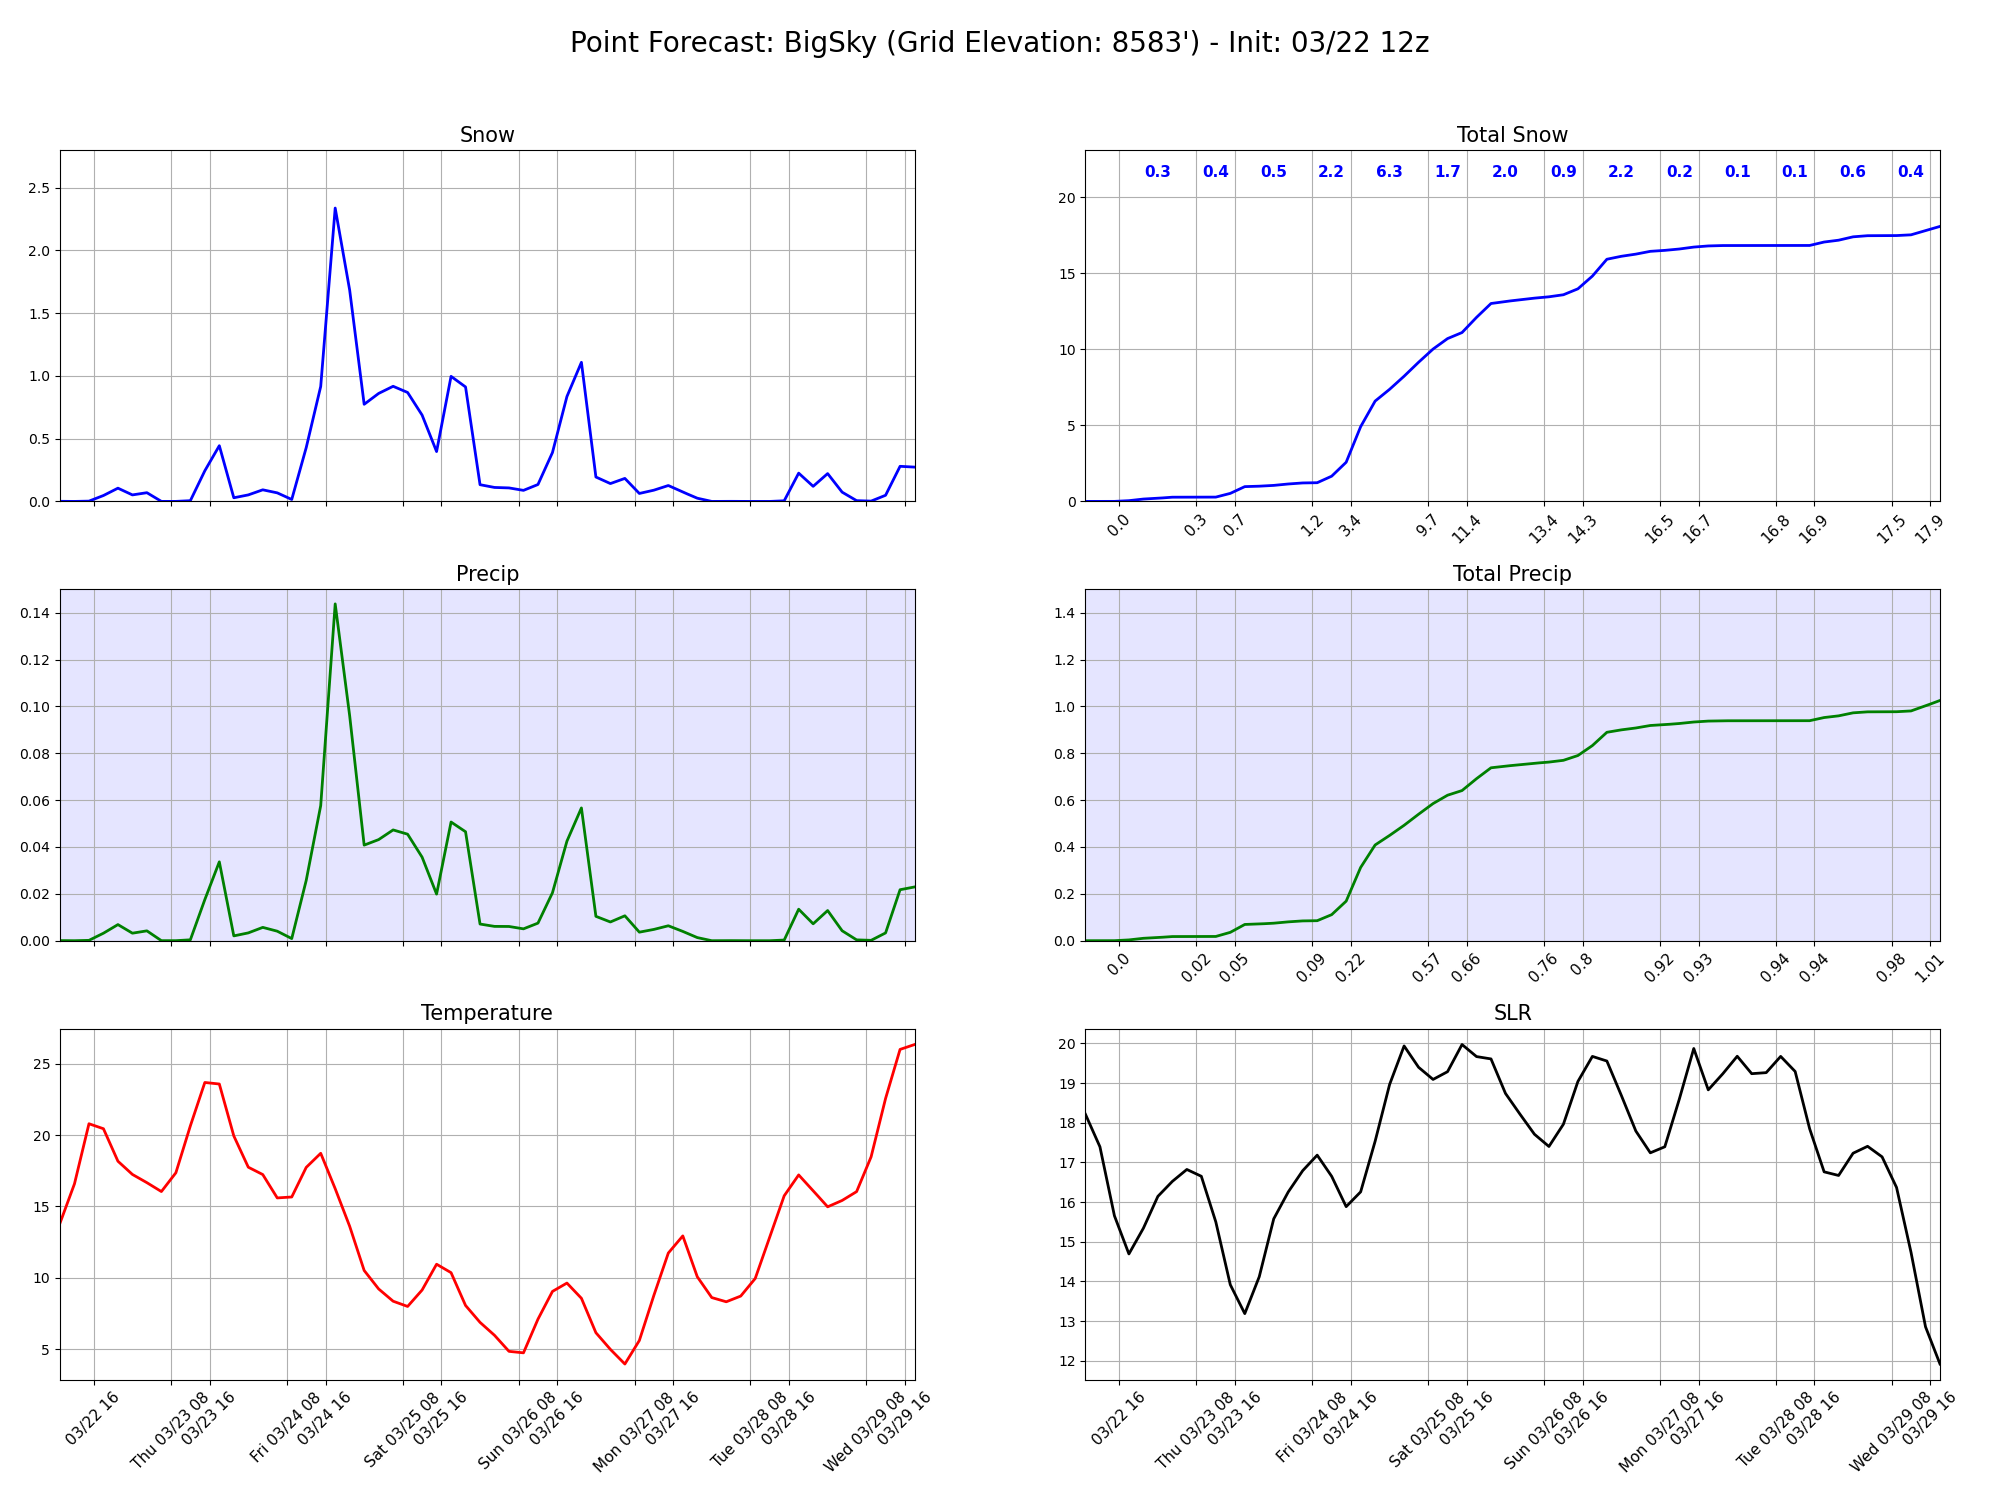 Point Forecast: BigSky (Grid Elevation: 8583') - Init: 03/22 12z
Snow
2.5
2.0
1.5
1.0
0.5
0.0
Total Snow
0.3 0.4 0.5 2.2 6.3 1.7 2.0 0.9 2.2 0.2 0.1 0.1 0.6 0.4
20
15
10
5
0
0.0 0.3 0.7 1.2 3.4 9.7 11.4 13.4 14.3 16.5 16.7 16.8 16.9 17.5 17.9
Precip
0.14
0.12
0.10
0.08
0.06
0.04
0.02
0.00
Total Precip
1.4
1.2
1.0
0.8
0.6
0.4
0.2
0.0
0.0 0.02 0.05 0.09 0.22 0.57 0.66 0.76 0.8 0.92 0.93 0.94 0.94 0.98 1.01
Temperature
25
20
15
10
5
03/22 16
Thu 03/23 08
03/23 16
Fri 03/24 08
03/24 16
Sat 03/25 08
03/25 16
Sun 03/26 08
03/26 16
Mon 03/27 08
03/27 16
Tue 03/28 08
03/28 16
Wed 03/29 08
03/29 16
SLR
20
19
18
17
16
15
14
13
12
03/22 16
Thu 03/23 08
03/23 16
Fri 03/24 08
03/24 16
Sat 03/25 08
03/25 16
Sun 03/26 08
03/26 16
Mon 03/27 08
03/27 16
Tue 03/28 08
03/28 16
Wed 03/29 08
03/29 16